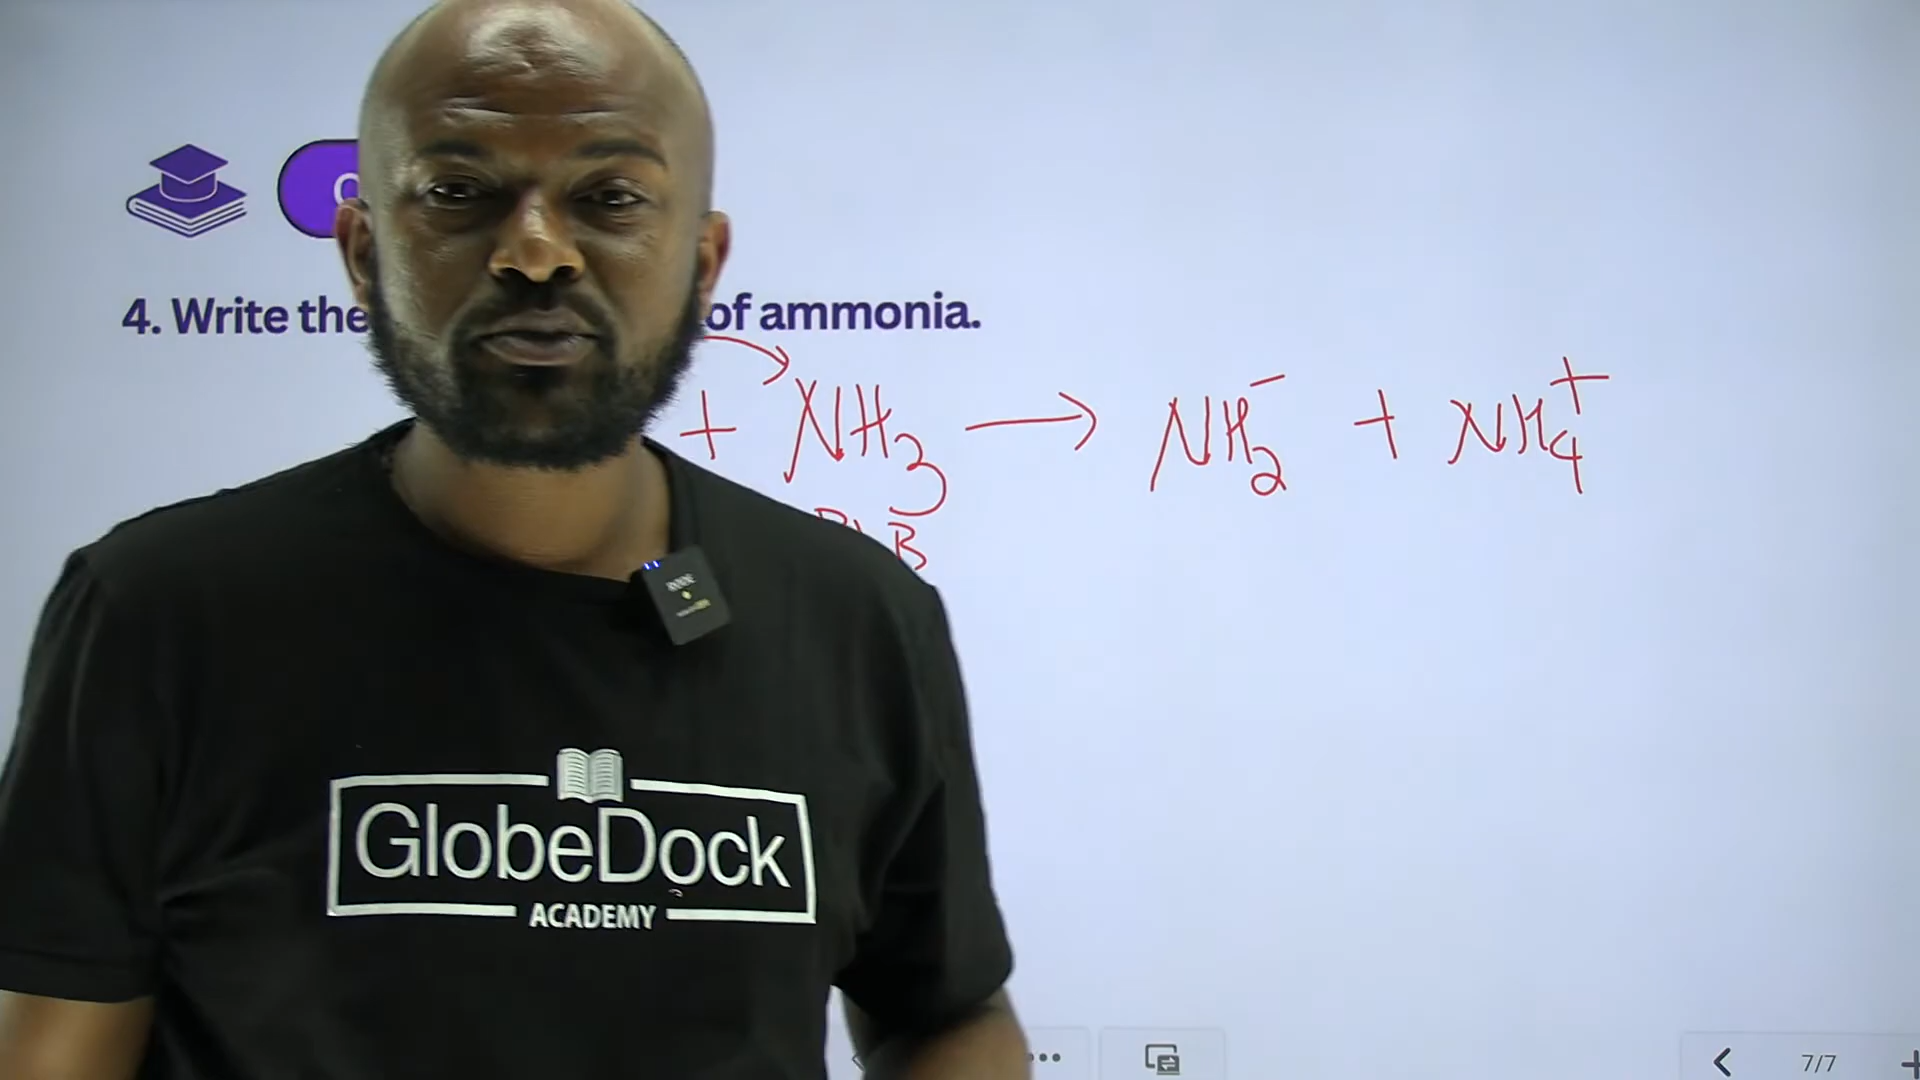 4. Write the of ammonia.
+ NH₃ → NH₂⁻ + NH₄⁺
B
GlobeDock
ACADEMY
7/7